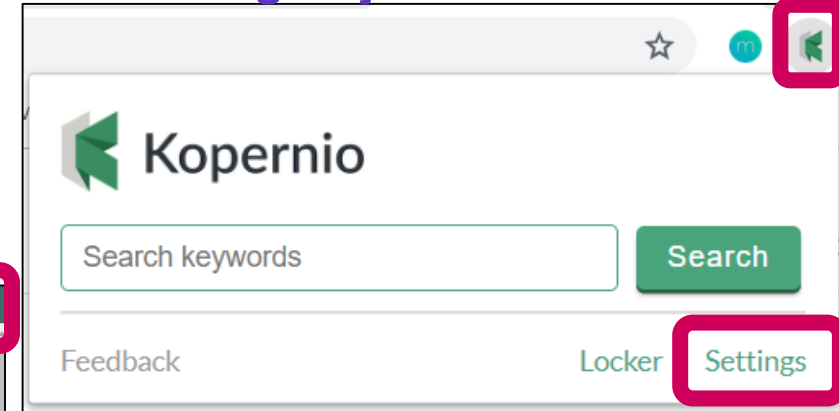 m
Kopernio
Search keywords
Search
Feedback
Locker
Settings